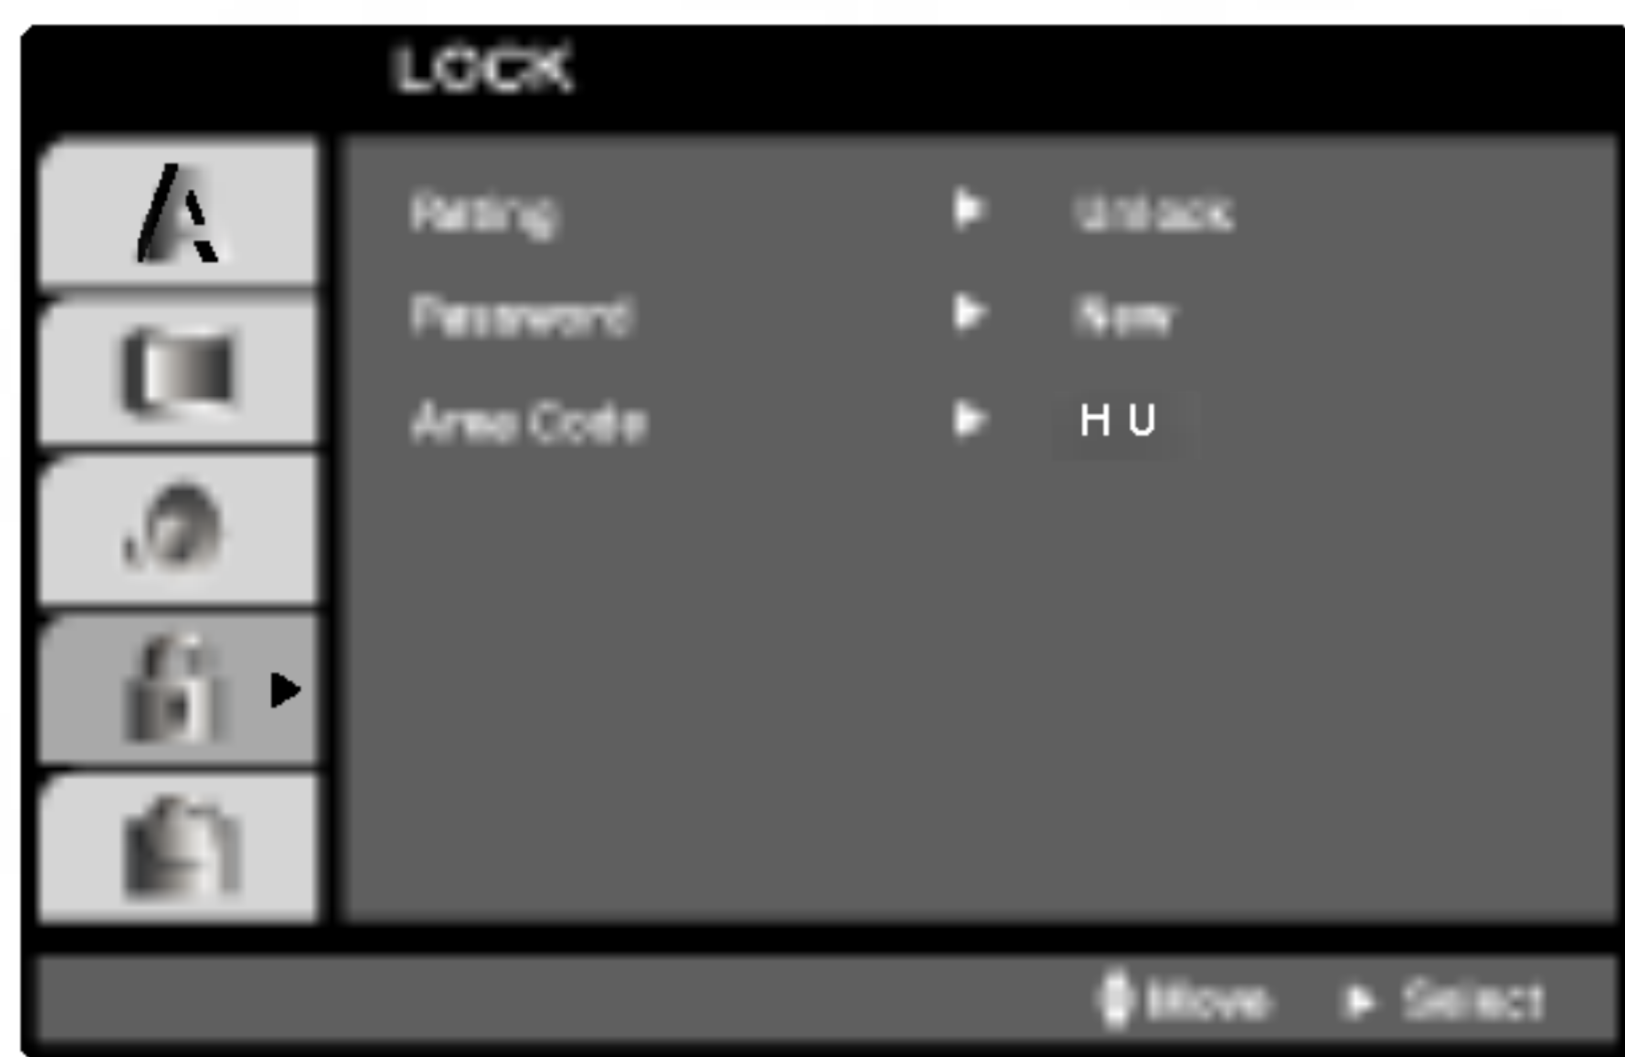 LOCK
Rating Unlock
Password New
Area Code H U
Move Select